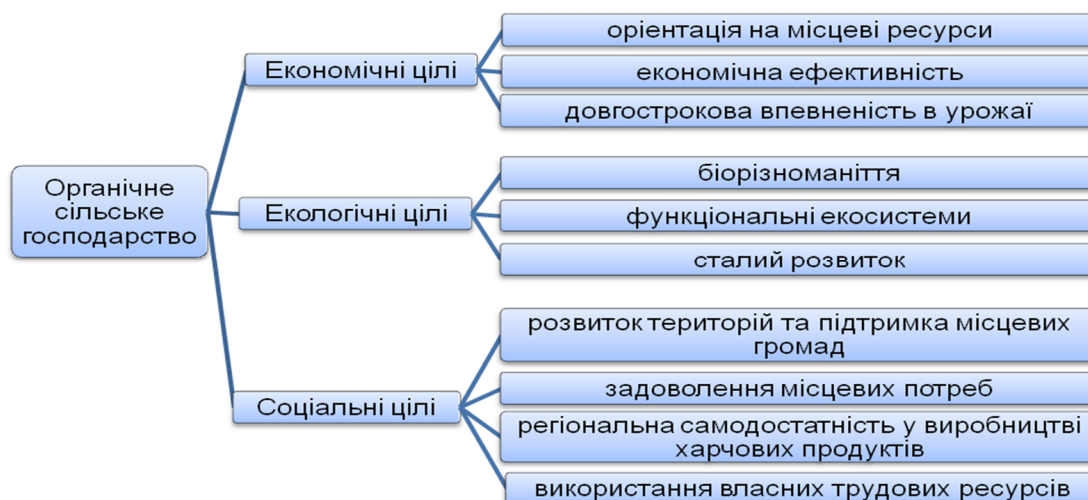 Органічне
сільське
господарство
Економічні цілі
оріентація на місцеві ресурси
економічна ефективність
довгострокова впевненість в урожаї
Екологічні цілі
біорізноманіття
функціональні екосистеми
сталий розвиток
Соціальні цілі
розвиток територій та підтримка місцевих
громад
задоволення місцевих потреб
регіональна самодостатність у виробництві
харчових продуктів
використання власних трудових ресурсів